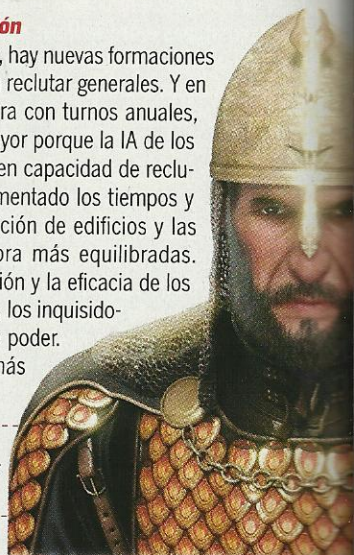 ón
, hay nuevas formaciones
reclutar generales. Y en
ra con turnos anuales,
yor porque la IA de los
en capacidad de reclu-
mentado los tiempos y
ción de edificios y las
ora más equilibradas.
ión y la eficacia de los
los inquisido-
poder.
más